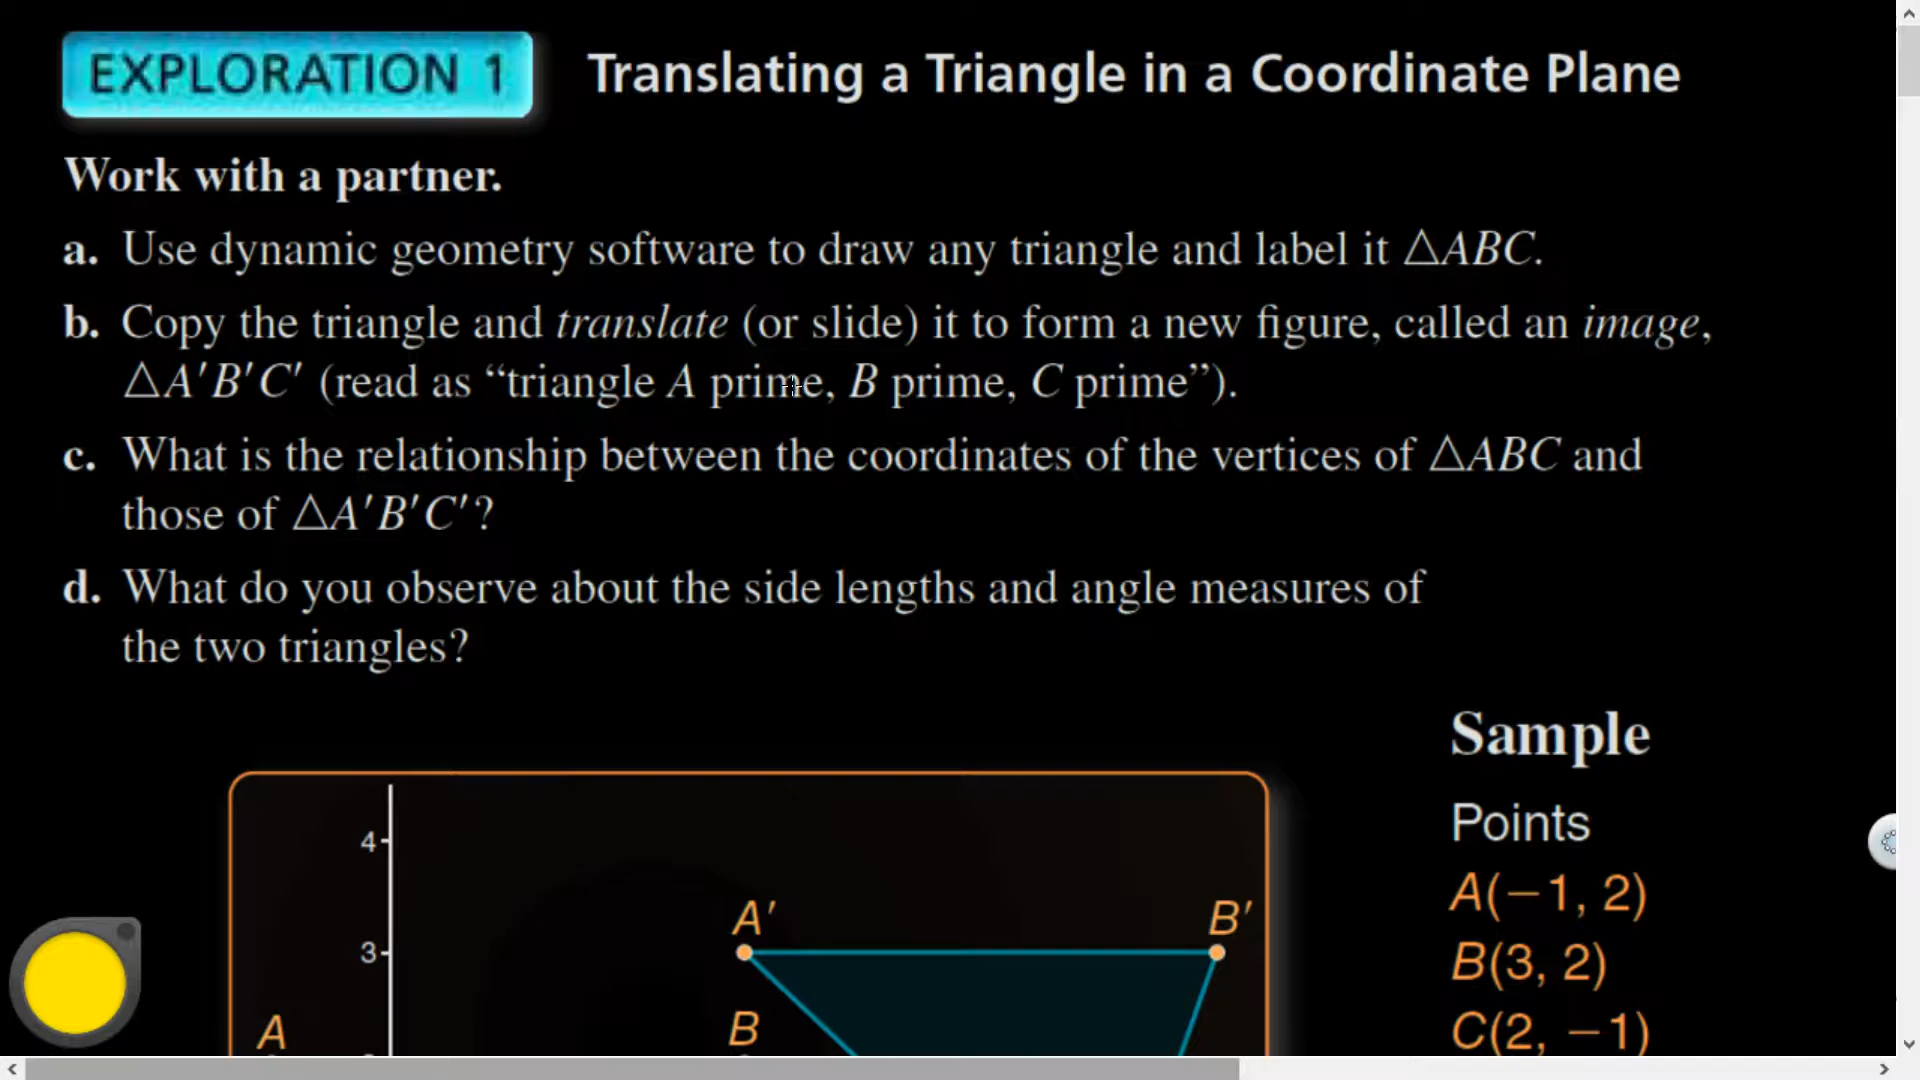 EXPLORATION 1 Translating a Triangle in a Coordinate Plane
Work with a partner.
a. Use dynamic geometry software to draw any triangle and label it △ABC.
b. Copy the triangle and translate (or slide) it to form a new figure, called an image,
△A′B′C′ (read as “triangle A prime, B prime, C prime”).
c. What is the relationship between the coordinates of the vertices of △ABC and
those of △A′B′C′?
d. What do you observe about the side lengths and angle measures of
the two triangles?
Sample
Points
A(−1, 2)
B(3, 2)
C(2, −1)
4
A′ B′
3
A B